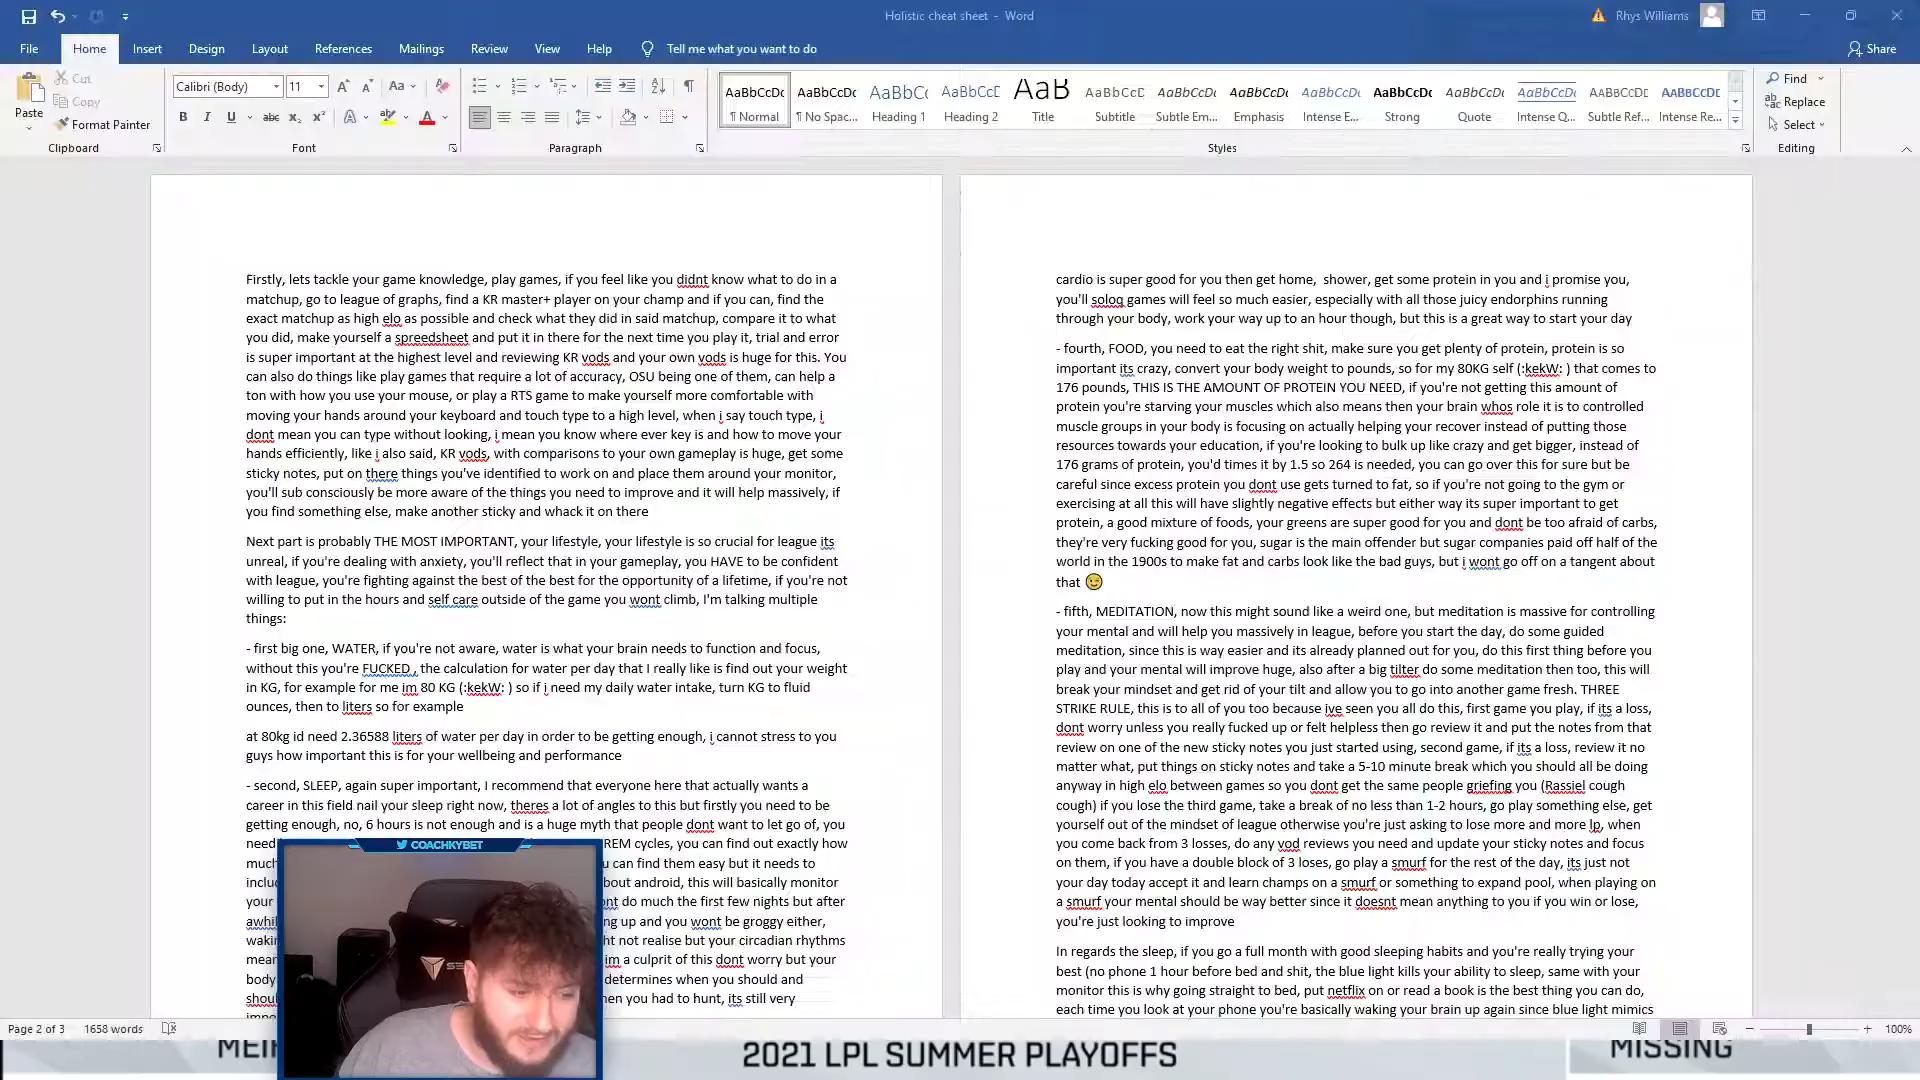 Holistic cheat sheet - Word
Rhys Williams
File Home Insert Design Layout References Mailings Review View Help Tell me what you want to do Share
Paste
Cut
Copy
Format Painter
Calibri (Body) 11
Normal
No Spac...
Heading 1
Heading 2
Title
Subtitle
Subtle Em...
Emphasis
Intense E...
Strong
Quote
Intense Q...
Subtle Ref...
Intense Re...
Find
Replace
Select
Clipboard Font Paragraph Styles Editing
Firstly, lets tackle your game knowledge, play games, if you feel like you didnt know what to do in a
matchup, go to league of graphs, find a KR master+ player on your champ and if you can, find the
exact matchup as high elo as possible and check what they did in said matchup, compare it to what
you did, make yourself a spreedsheet and put it in there for the next time you play it, trial and error
is super important at the highest level and reviewing KR vods and your own vods is huge for this. You
can also do things like play games that require a lot of accuracy, OSU being one of them, can help a
ton with how you use your mouse, or play a RTS game to make yourself more comfortable with
moving your hands around your keyboard and touch type to a high level, when i say touch type, i
dont mean you can type without looking, i mean you know where ever key is and how to move your
hands efficiently, like i also said, KR vods, with comparisons to your own gameplay is huge, get some
sticky notes, put on there things you've identified to work on and place them around your monitor,
you'll sub consciously be more aware of the things you need to improve and it will help massively, if
you find something else, make another sticky and whack it on there
Next part is probably THE MOST IMPORTANT, your lifestyle, your lifestyle is so crucial for league its
unreal, if you're dealing with anxiety, you'll reflect that in your gameplay, you HAVE to be confident
with league, you're fighting against the best of the best for the opportunity of a lifetime, if you're not
willing to put in the hours and self care outside of the game you wont climb, I'm talking multiple
things:
- first big one, WATER, if you're not aware, water is what your brain needs to function and focus,
without this you're FUCKED , the calculation for water per day that I really like is find out your weight
in KG, for example for me im 80 KG (:kekW: ) so if i need my daily water intake, turn KG to fluid
ounces, then to liters so for example
at 80kg id need 2.36588 liters of water per day in order to be getting enough, i cannot stress to you
guys how important this is for your wellbeing and performance
- second, SLEEP, again super important, I recommend that everyone here that actually wants a
career in this field nail your sleep right now, theres a lot of angles to this but firstly you need to be
getting enough, no, 6 hours is not enough and is a huge myth that people dont want to let go of, you
need REM cycles, you can find out exactly how
much can find them easy but it needs to
inclu bout android, this will basically monitor
your ont do much the first few nights but after
awhil ng up and you wont be groggy either,
wakin ht not realise but your circadian rhythms
mean im a culprit of this dont worry but your
body determines when you should and
shoul en you had to hunt, its still very
COACHKYBET
cardio is super good for you then get home, shower, get some protein in you and i promise you,
you'll soloq games will feel so much easier, especially with all those juicy endorphins running
through your body, work your way up to an hour though, but this is a great way to start your day
- fourth, FOOD, you need to eat the right shit, make sure you get plenty of protein, protein is so
important its crazy, convert your body weight to pounds, so for my 80KG self (:kekW: ) that comes to
176 pounds, THIS IS THE AMOUNT OF PROTEIN YOU NEED, if you're not getting this amount of
protein you're starving your muscles which also means then your brain whos role it is to controlled
muscle groups in your body is focusing on actually helping your recover instead of putting those
resources towards your education, if you're looking to bulk up like crazy and get bigger, instead of
176 grams of protein, you'd times it by 1.5 so 264 is needed, you can go over this for sure but be
careful since excess protein you dont use gets turned to fat, so if you're not going to the gym or
exercising at all this will have slightly negative effects but either way its super important to get
protein, a good mixture of foods, your greens are super good for you and dont be too afraid of carbs,
they're very fucking good for you, sugar is the main offender but sugar companies paid off half of the
world in the 1900s to make fat and carbs look like the bad guys, but i wont go off on a tangent about
that 😉
- fifth, MEDITATION, now this might sound like a weird one, but meditation is massive for controlling
your mental and will help you massively in league, before you start the day, do some guided
meditation, since this is way easier and its already planned out for you, do this first thing before you
play and your mental will improve huge, also after a big tilter do some meditation then too, this will
break your mindset and get rid of your tilt and allow you to go into another game fresh. THREE
STRIKE RULE, this is to all of you too because ive seen you all do this, first game you play, if its a loss,
dont worry unless you really fucked up or felt helpless then go review it and put the notes from that
review on one of the new sticky notes you just started using, second game, if its a loss, review it no
matter what, put things on sticky notes and take a 5-10 minute break which you should all be doing
anyway in high elo between games so you dont get the same people griefing you (Rassiel cough
cough) if you lose the third game, take a break of no less than 1-2 hours, go play something else, get
yourself out of the mindset of league otherwise you're just asking to lose more and more lp, when
you come back from 3 losses, do any vod reviews you need and update your sticky notes and focus
on them, if you have a double block of 3 loses, go play a smurf for the rest of the day, its just not
your day today accept it and learn champs on a smurf or something to expand pool, when playing on
a smurf your mental should be way better since it doesnt mean anything to you if you win or lose,
you're just looking to improve
In regards the sleep, if you go a full month with good sleeping habits and you're really trying your
best (no phone 1 hour before bed and shit, the blue light kills your ability to sleep, same with your
monitor this is why going straight to bed, put netflix on or read a book is the best thing you can do,
each time you look at your phone you're basically waking your brain up again since blue light mimics
Page 2 of 3 1658 words 100%
2021 LPL SUMMER PLAYOFFS
MISSING